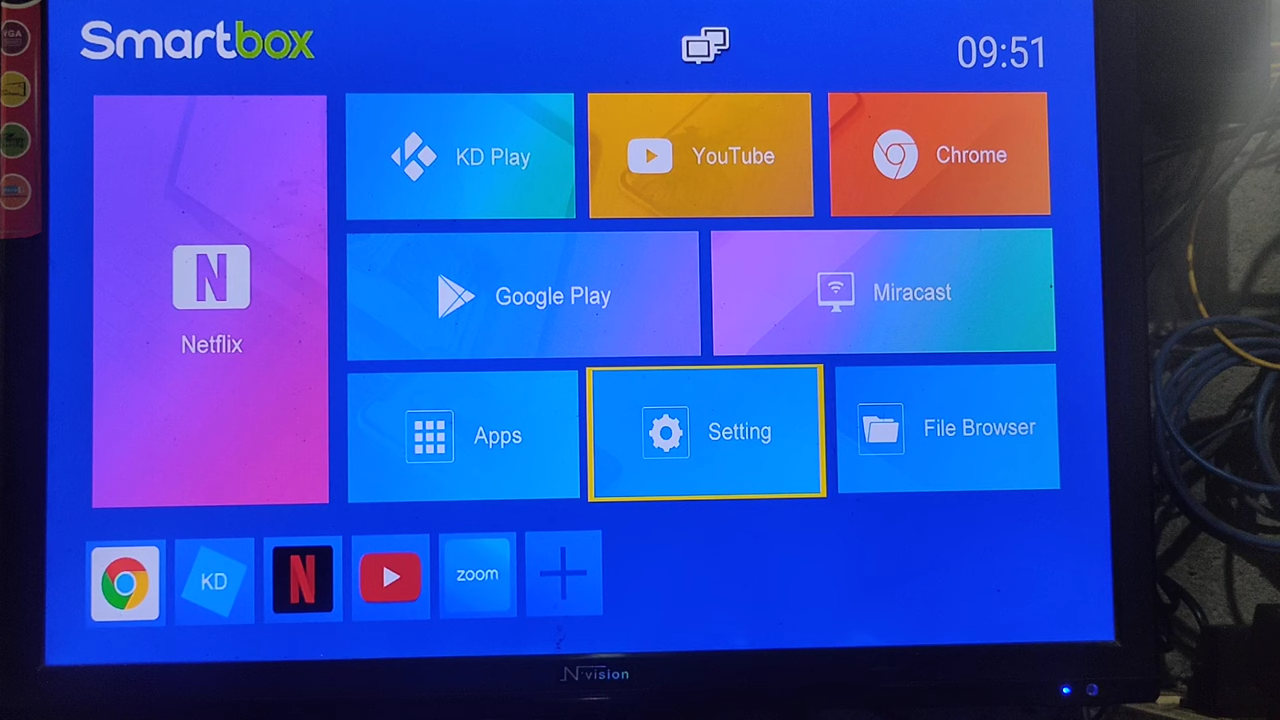 Smartbox
09:51
KD Play
YouTube
Chrome
N
Netflix
Google Play
Miracast
Apps
Setting
File Browser
KD
N
zoom
N-vision